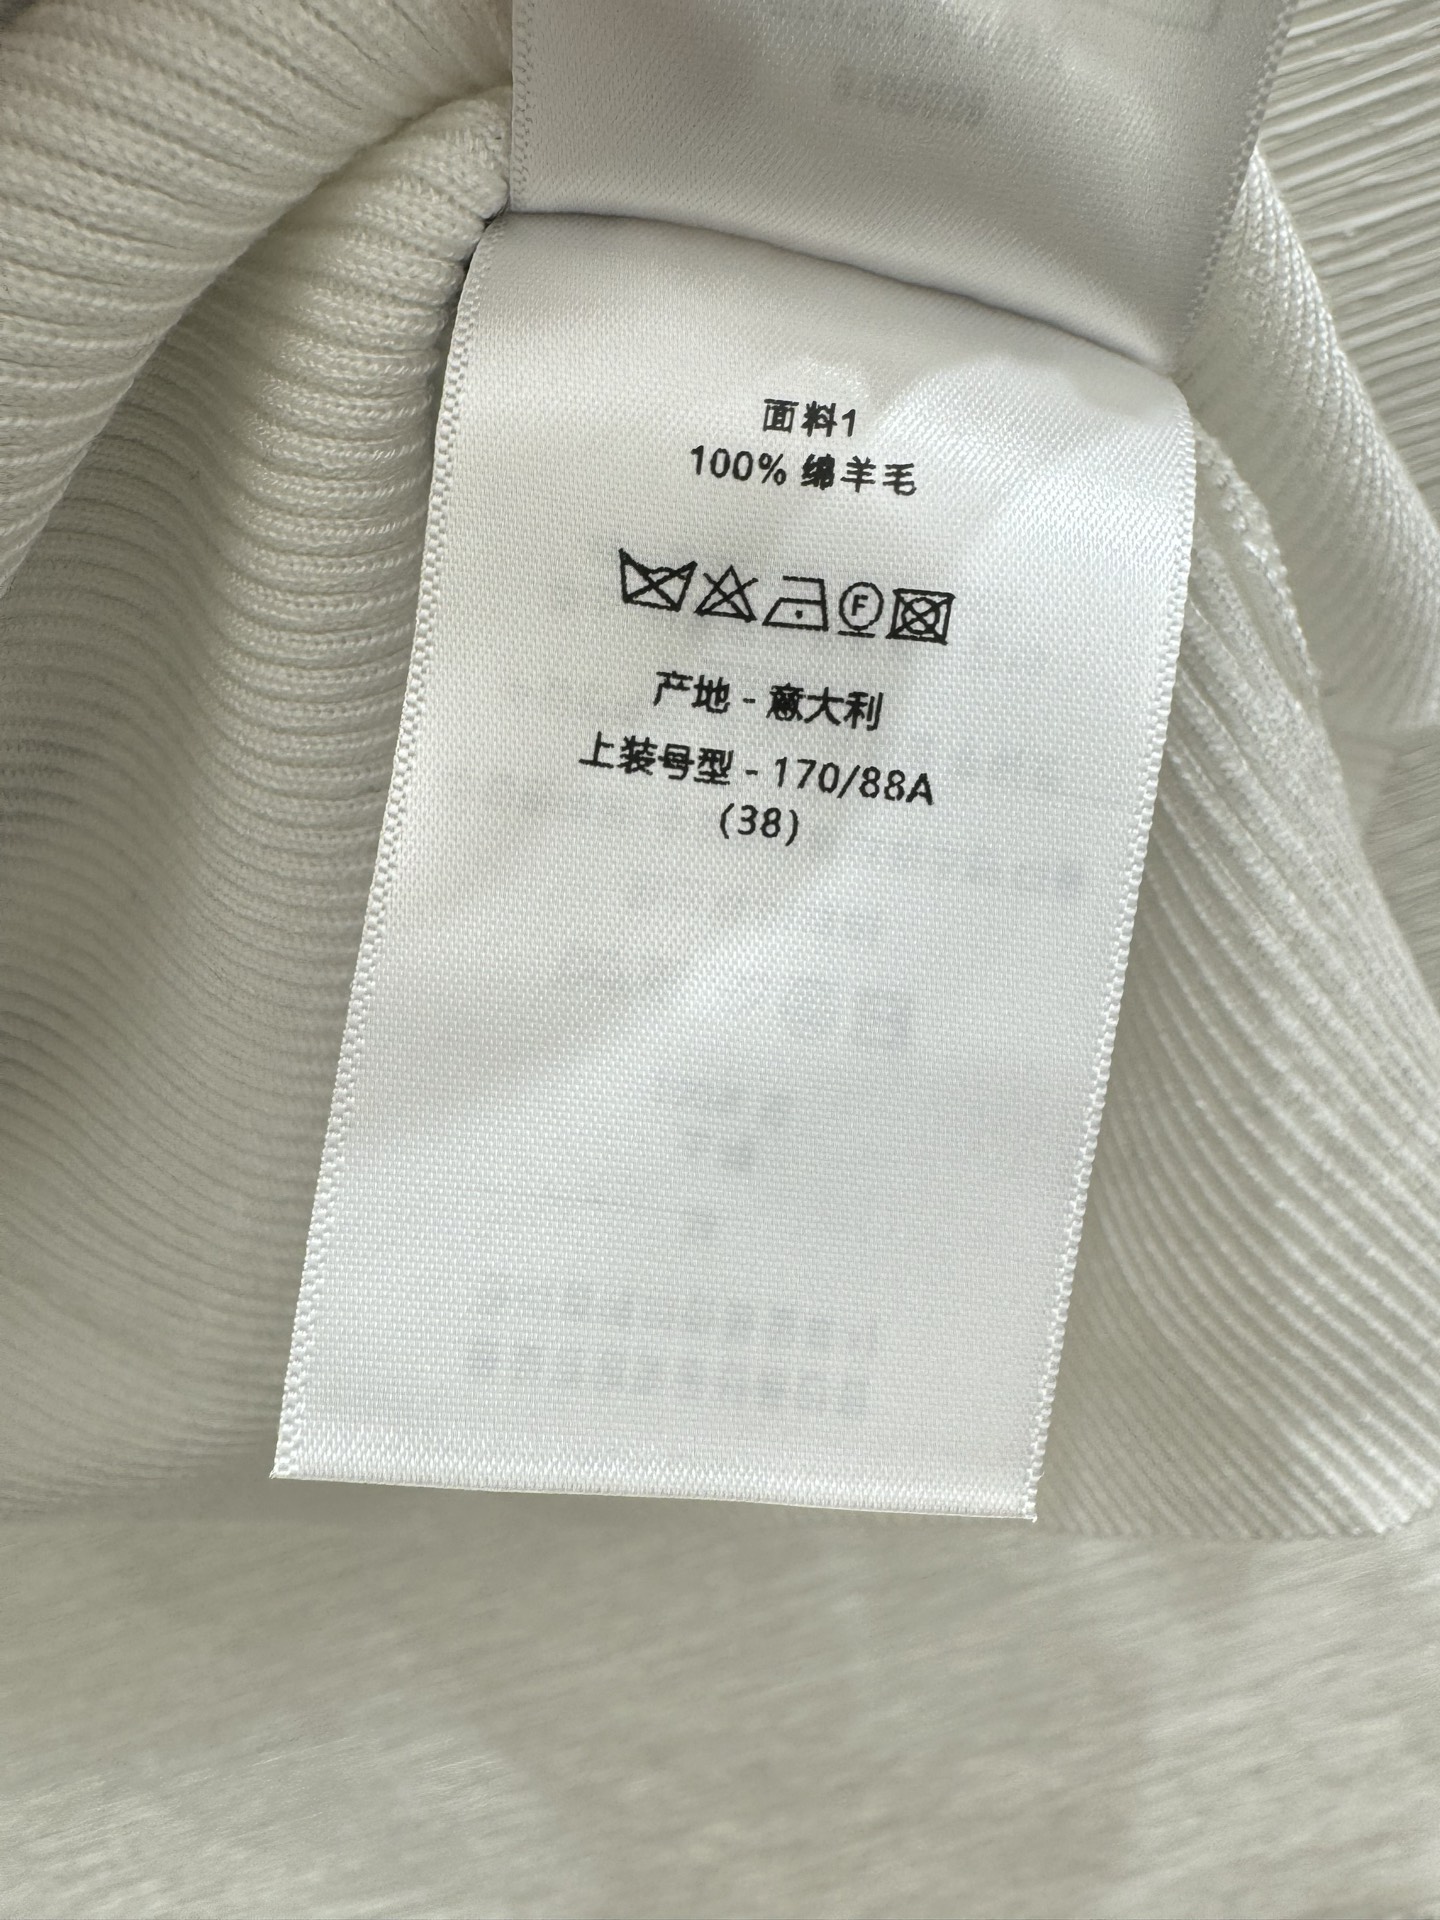 面料1
100% 绵羊毛
F
产地 - 意大利
上装号型 - 170/88A
(38)